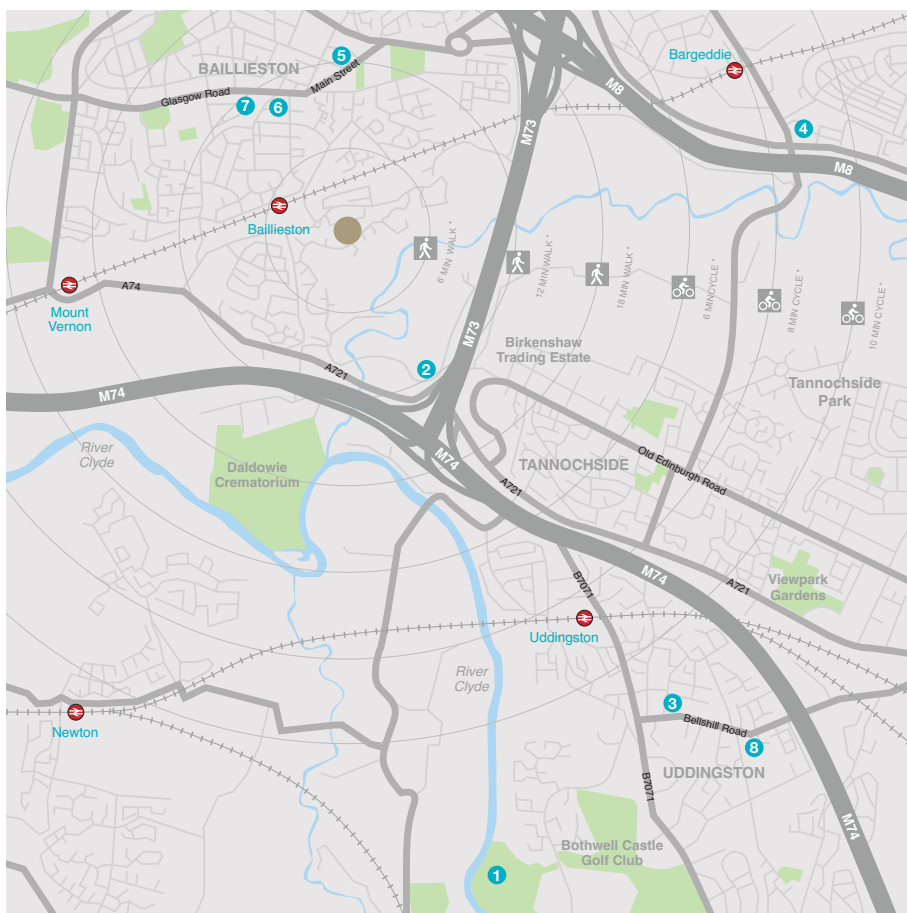 BAILLIESTON
5
Main Street
Glasgow Road
7
6
Bargeddie
M8
4
M8
M73
Baillieston
6 MIN WALK *
12 MIN WALK *
18 MIN WALK *
6 MIN CYCLE *
8 MIN CYCLE *
10 MIN CYCLE *
Mount
Vernon
A74
M73
A721
2
Birkenshaw
Trading Estate
Tannochside
Park
M74
River
Clyde
Daldowie
Crematorium
M74
TANNOCHSIDE
Old Edinburgh Road
A721
M74
A721
Viewpark
Gardens
B7071
Uddingston
River
Clyde
Newton
3
Bellshill Road
8
UDDINGSTON
B7071
M74
Bothwell Castle
Golf Club
1